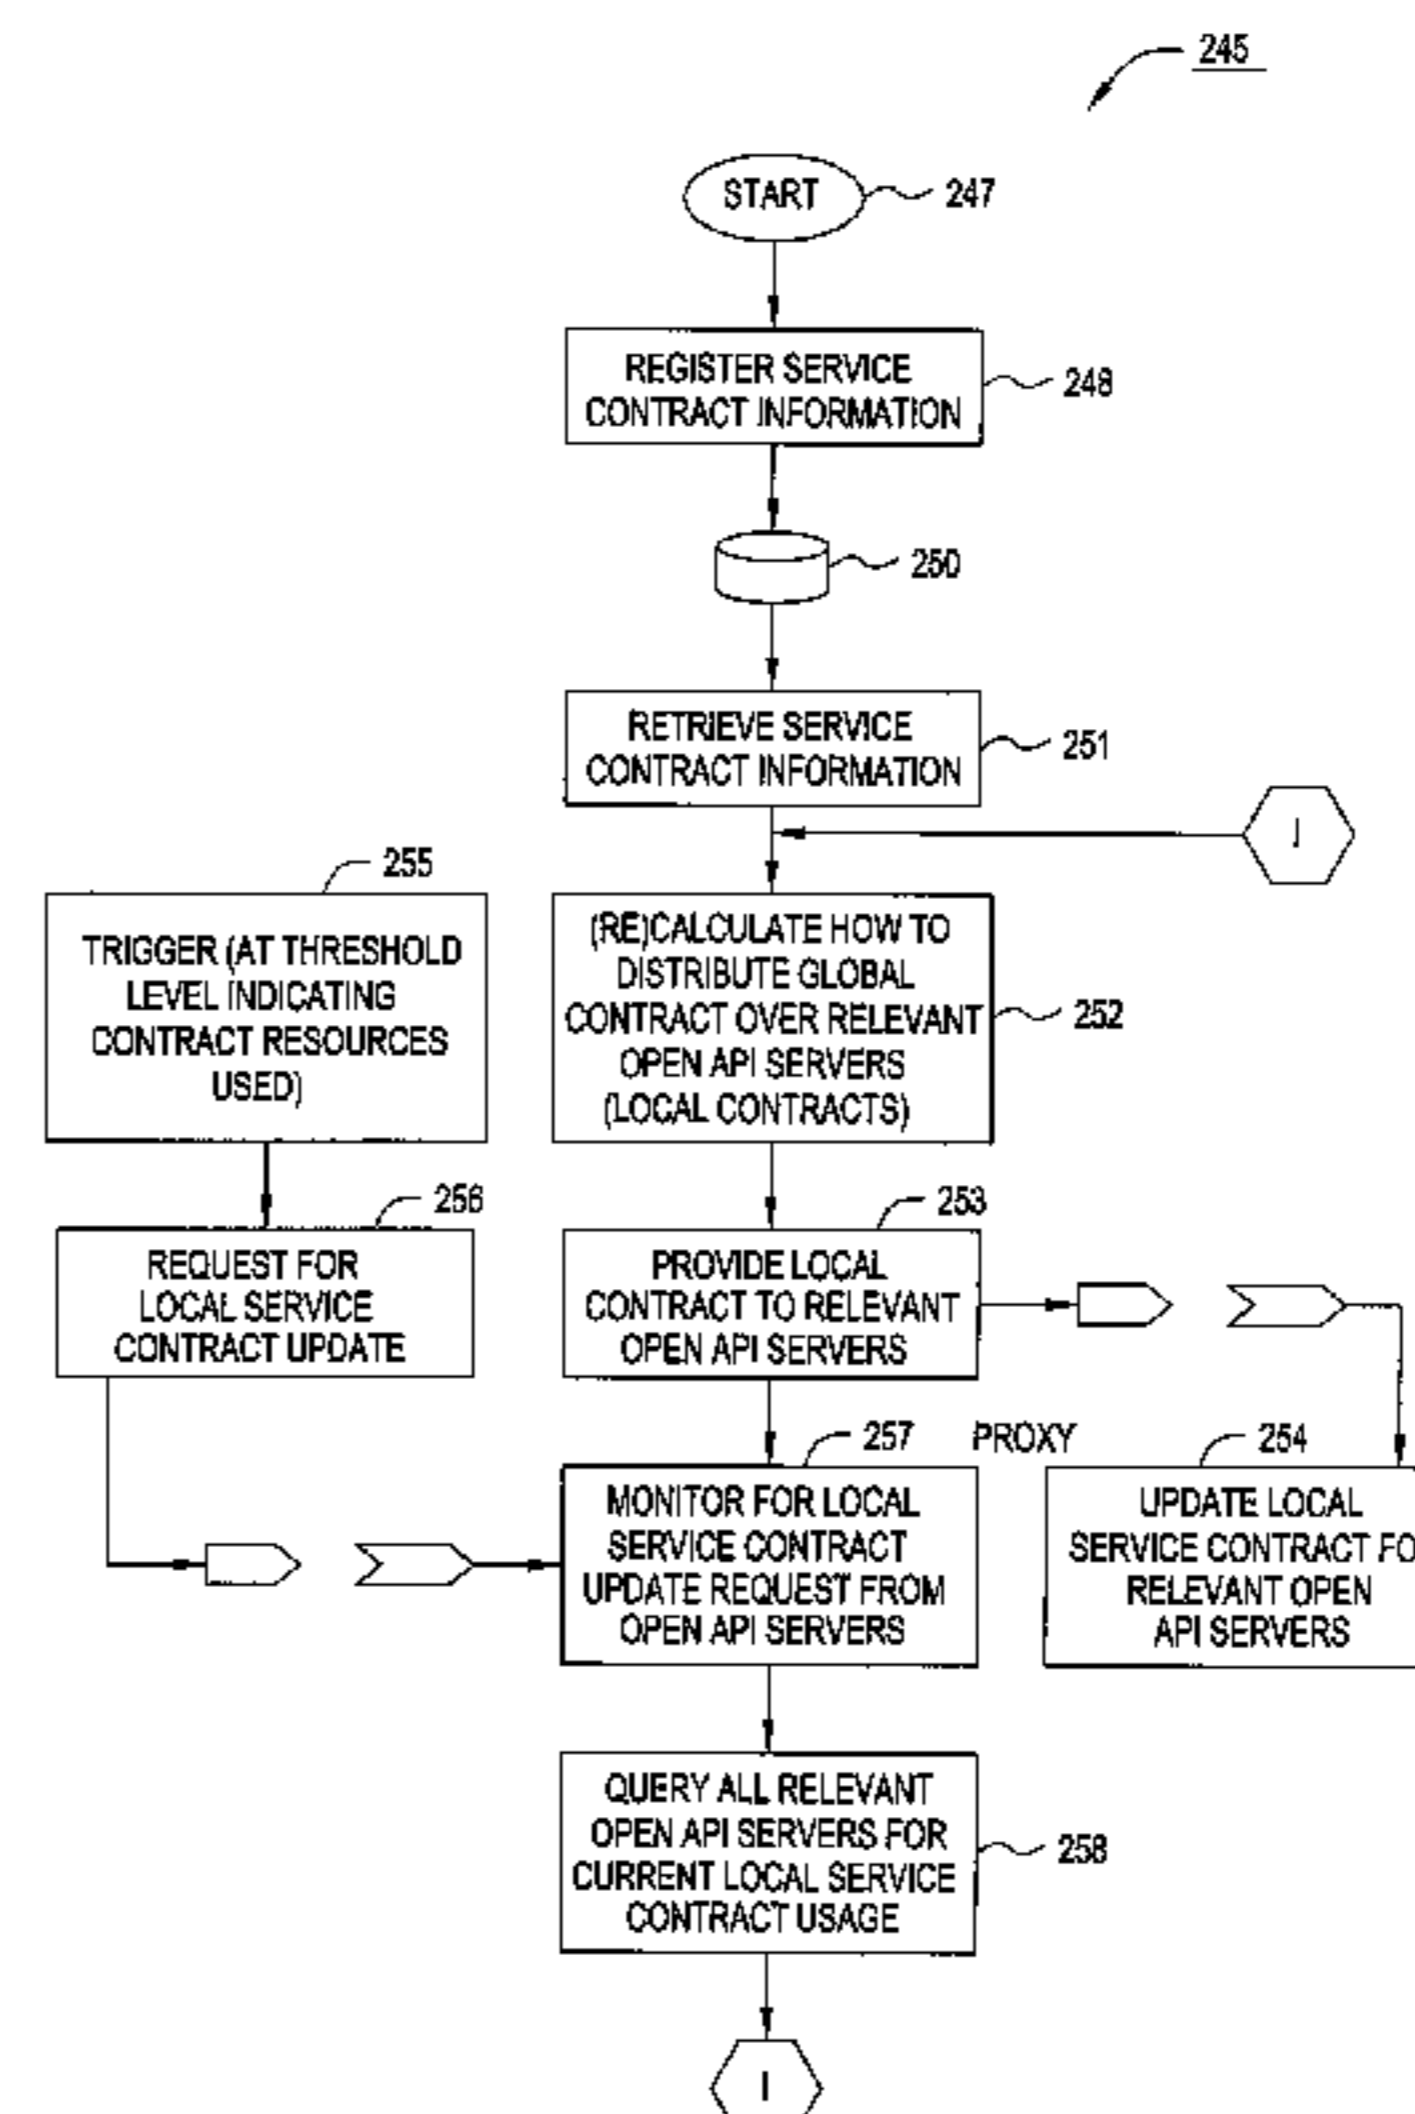 245
START
247
REGISTER SERVICE
CONTRACT INFORMATION
248
250
RETRIEVE SERVICE
CONTRACT INFORMATION
251
J
255
TRIGGER (AT THRESHOLD
LEVEL INDICATING
CONTRACT RESOURCES
USED)
(RE)CALCULATE HOW TO
DISTRIBUTE GLOBAL
CONTRACT OVER RELEVANT
OPEN API SERVERS
(LOCAL CONTRACTS)
252
256
REQUEST FOR
LOCAL SERVICE
CONTRACT UPDATE
253
PROVIDE LOCAL
CONTRACT TO RELEVANT
OPEN API SERVERS
257
MONITOR FOR LOCAL
SERVICE CONTRACT
UPDATE REQUEST FROM
OPEN API SERVERS
PROXY
254
UPDATE LOCAL
SERVICE CONTRACT FO
RELEVANT OPEN
API SERVERS
QUERY ALL RELEVANT
OPEN API SERVERS FOR
CURRENT LOCAL SERVICE
CONTRACT USAGE
258
I